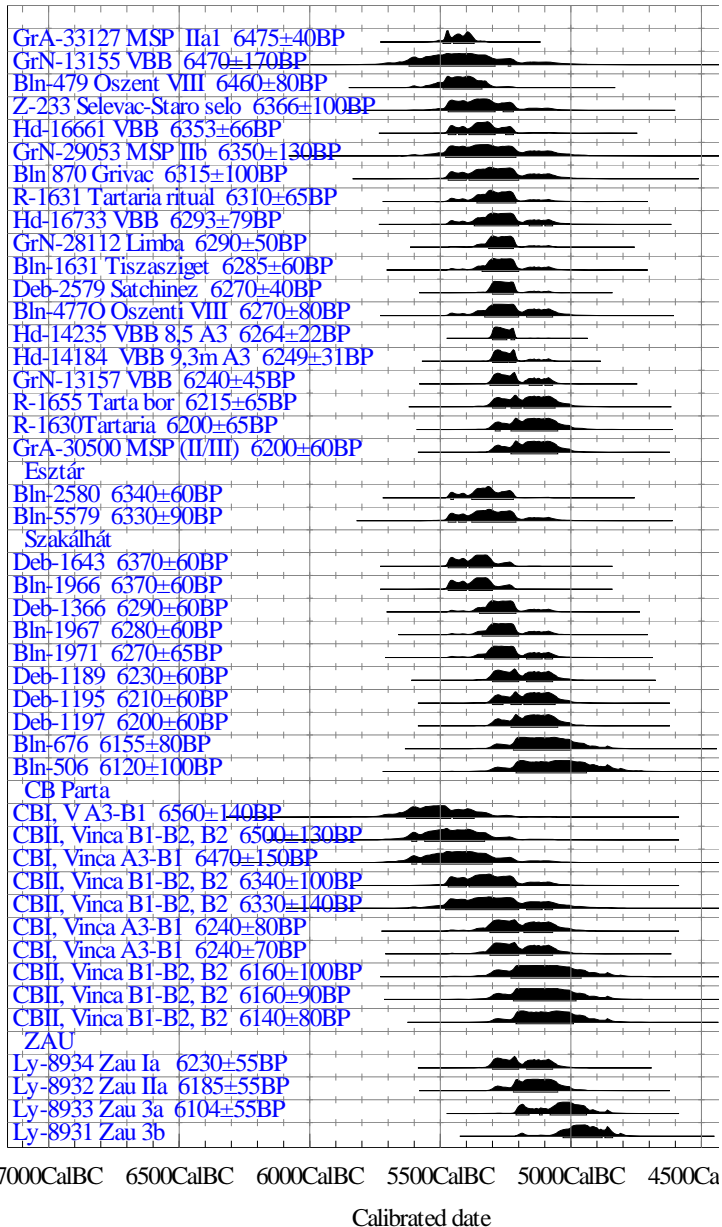 GrA-33127 MSP IIa1 6475±40BP
GrN-13155 VBB 6470±170BP
Bln-479 Oszent VIII 6460±80BP
Z-233 Selevac-Staro selo 6366±100BP
Hd-16661 VBB 6353±66BP
GrN-29053 MSP IIb 6350±130BP
Bln 870 Grivac 6315±100BP
R-1631 Tartaria ritual 6310±65BP
Hd-16733 VBB 6293±79BP
GrN-28112 Limba 6290±50BP
Bln-1631 Tiszasziget 6285±60BP
Deb-2579 Satchinez 6270±40BP
Bln-477O Oszenti VIII 6270±80BP
Hd-14235 VBB 8,5 A3 6264±22BP
Hd-14184 VBB 9,3m A3 6249±31BP
GrN-13157 VBB 6240±45BP
R-1655 Tarta bor 6215±65BP
R-1630Tartaria 6200±65BP
GrA-30500 MSP (II/III) 6200±60BP
Esztár
Bln-2580 6340±60BP
Bln-5579 6330±90BP
Szakálhát
Deb-1643 6370±60BP
Bln-1966 6370±60BP
Deb-1366 6290±60BP
Bln-1967 6280±60BP
Bln-1971 6270±65BP
Deb-1189 6230±60BP
Deb-1195 6210±60BP
Deb-1197 6200±60BP
Bln-676 6155±80BP
Bln-506 6120±100BP
CB Parta
CBI, V A3-B1 6560±140BP
CBII, Vinca B1-B2, B2 6500±130BP
CBI, Vinca A3-B1 6470±150BP
CBII, Vinca B1-B2, B2 6340±100BP
CBII, Vinca B1-B2, B2 6330±140BP
CBI, Vinca A3-B1 6240±80BP
CBI, Vinca A3-B1 6240±70BP
CBII, Vinca B1-B2, B2 6160±100BP
CBII, Vinca B1-B2, B2 6160±90BP
CBII, Vinca B1-B2, B2 6140±80BP
ZAU
Ly-8934 Zau Ia 6230±55BP
Ly-8932 Zau IIa 6185±55BP
Ly-8933 Zau 3a 6104±55BP
Ly-8931 Zau 3b
7000CalBC 6500CalBC 6000CalBC 5500CalBC 5000CalBC 4500Ca
Calibrated date